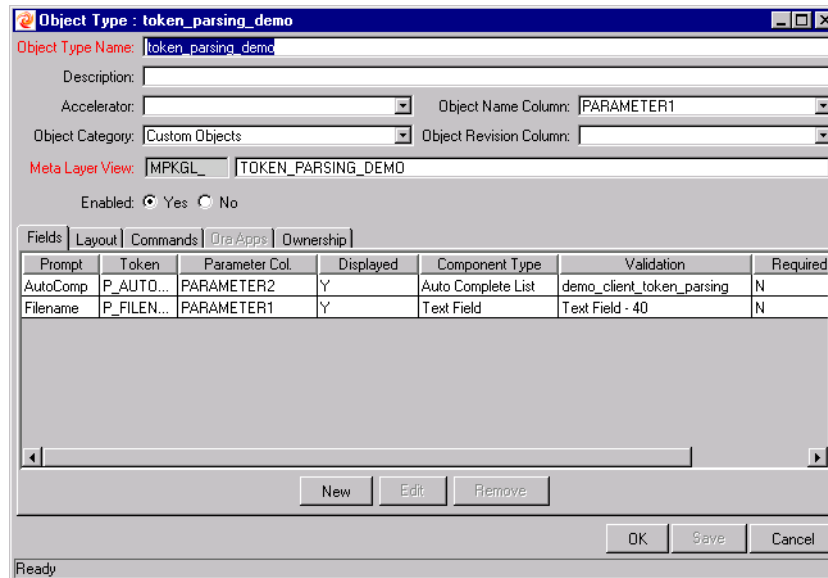 Object Type : token_parsing_demo
Object Type Name: token_parsing_demo
Description:
Accelerator: Object Name Column: PARAMETER1
Object Category: Custom Objects Object Revision Column:
Meta Layer View: MPKGL_ TOKEN_PARSING_DEMO
Enabled: Yes No
Fields Layout Commands Ora Apps Ownership
Prompt Token Parameter Col. Displayed Component Type Validation Required
AutoComp P_AUTO... PARAMETER2 Y Auto Complete List demo_client_token_parsing N
Filename P_FILEN... PARAMETER1 Y Text Field Text Field - 40 N
New Edit Remove
OK Save Cancel
Ready